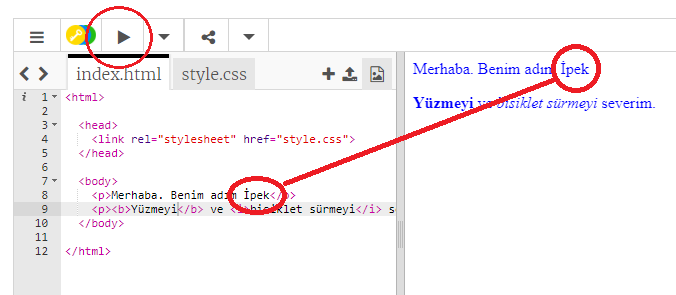 index.html style.css
Merhaba. Benim adım İpek
Yüzmeyi ve bisiklet sürmeyi severim.
i 1 <html>
2
3 <head>
4 <link rel="stylesheet" href="style.css">
5 </head>
6
7 <body>
8 <p>Merhaba. Benim adım İpek</p>
9 <p><b>Yüzmeyi</b> ve <i>bisiklet sürmeyi</i> s
10 </body>
11
12 </html>